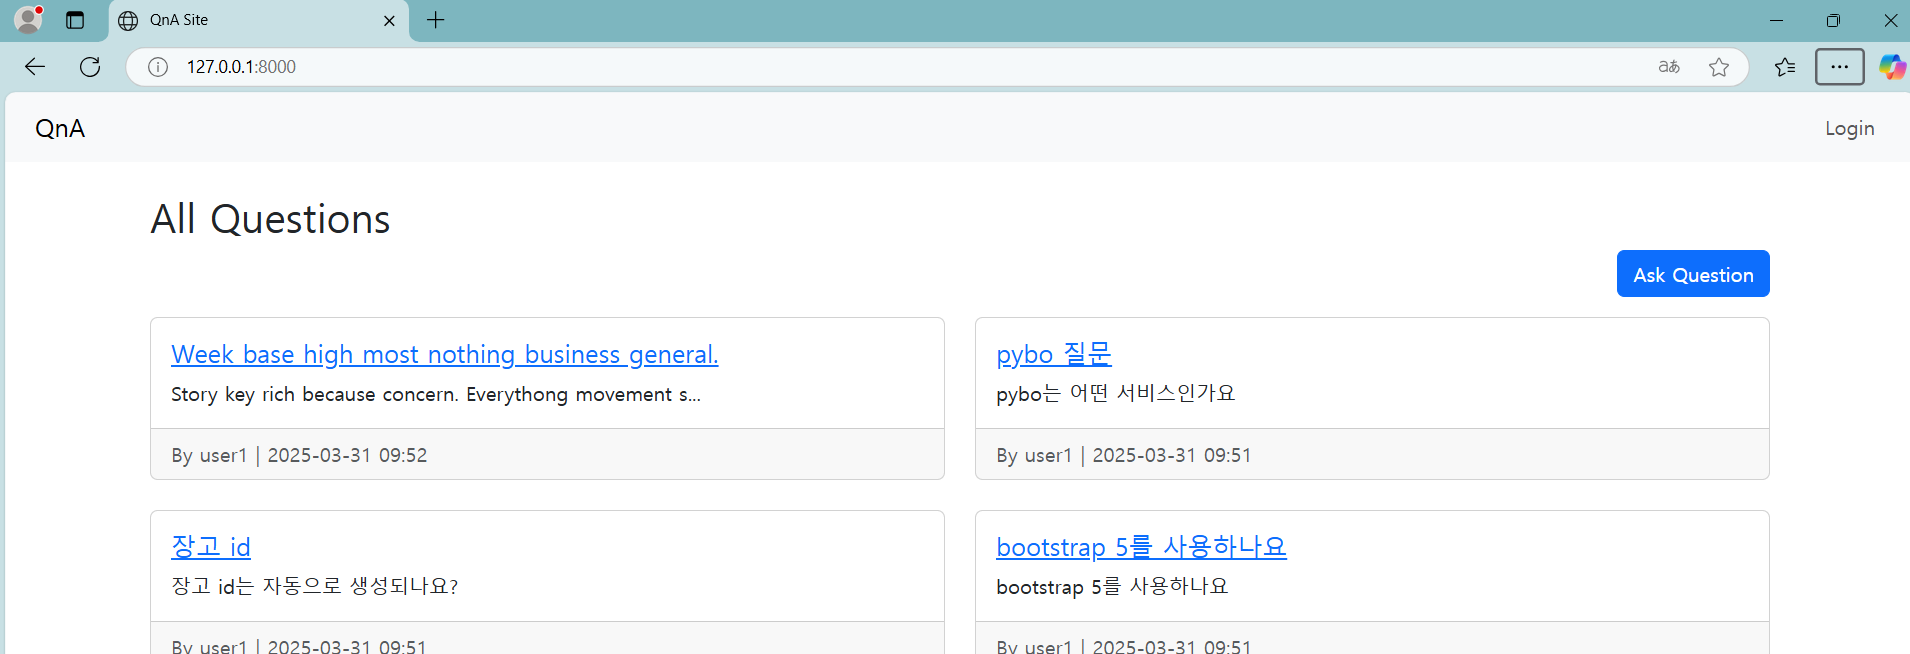 QnA Site
127.0.0.1:8000
aあ
QnA
Login
All Questions
Ask Question
Week base high most nothing business general.
Story key rich because concern. Everythong movement s...
By user1 | 2025-03-31 09:52
pybo 질문
pybo는 어떤 서비스인가요
By user1 | 2025-03-31 09:51
장고 id
장고 id는 자동으로 생성되나요?
By user1 | 2025-03-31 09:51
bootstrap 5를 사용하나요
bootstrap 5를 사용하나요
By user1 | 2025-03-31 09:51